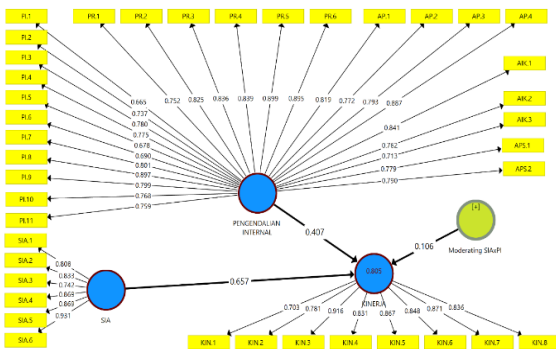 PI.1
PR.1
PR.2
PR.3
PR.4
PR.5
PR.6
AP.1
AP.2
AP.3
AP.4
PI.2
PI.3
PI.4
PI.5
PI.6
PI.7
PI.8
PI.9
PI.10
PI.11
AIK.1
AIK.2
AIK.3
APS.1
APS.2
0.665
0.737
0.780
0.775
0.678
0.690
0.801
0.897
0.799
0.768
0.759
0.752
0.825
0.836
0.839
0.899
0.895
0.819
0.772
0.793
0.887
0.841
0.762
0.713
0.779
0.790
PENGENDALIAN
INTERNAL
0.407
[+]
Moderating SIAxPI
0.106
SIA.1
SIA.2
SIA.3
SIA.4
SIA.5
SIA.6
0.808
0.833
0.742
0.869
0.869
0.931
SIA
0.657
0.805
KINERJA
0.703
0.781
0.916
0.831
0.867
0.848
0.871
0.836
KIN.1
KIN.2
KIN.3
KIN.4
KIN.5
KIN.6
KIN.7
KIN.8